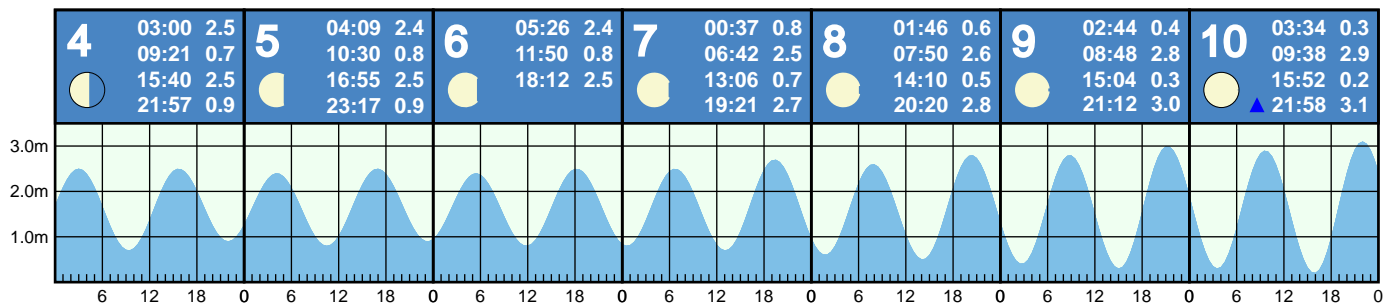 4 03:00 2.5 5 04:09 2.4 6 05:26 2.4 7 00:37 0.8 8 01:46 0.6 9 02:44 0.4 10 03:34 0.3
09:21 0.7 10:30 0.8 11:50 0.8 06:42 2.5 07:50 2.6 08:48 2.8 09:38 2.9
15:40 2.5 16:55 2.5 18:12 2.5 13:06 0.7 14:10 0.5 15:04 0.3 15:52 0.2
21:57 0.9 23:17 0.9 19:21 2.7 20:20 2.8 21:12 3.0 21:58 3.1
3.0m
2.0m
1.0m
6 12 18 0 6 12 18 0 6 12 18 0 6 12 18 0 6 12 18 0 6 12 18 0 6 12 18 0